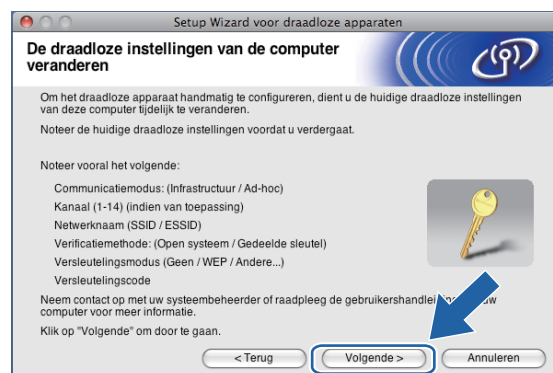 Setup Wizard voor draadloze apparaten
De draadloze instellingen van de computer
veranderen
Om het draadloze apparaat handmatig te configureren, dient u de huidige draadloze instellingen
van deze computer tijdelijk te veranderen.
Noteer de huidige draadloze instellingen voordat u verdergaat.
Noteer vooral het volgende:
Communicatiemodus: (Infrastructuur / Ad-hoc)
Kanaal (1-14) (indien van toepassing)
Netwerknaam (SSID / ESSID)
Verificatiemethode: (Open systeem / Gedeelde sleutel)
Versleutelingsmodus (Geen / WEP / Andere...)
Versleutelingscode
Neem contact op met uw systeembeheerder of raadpleeg de
computer voor meer informatie.
Klik op "Volgende" om door te gaan.
< Terug
Volgende >
Annuleren